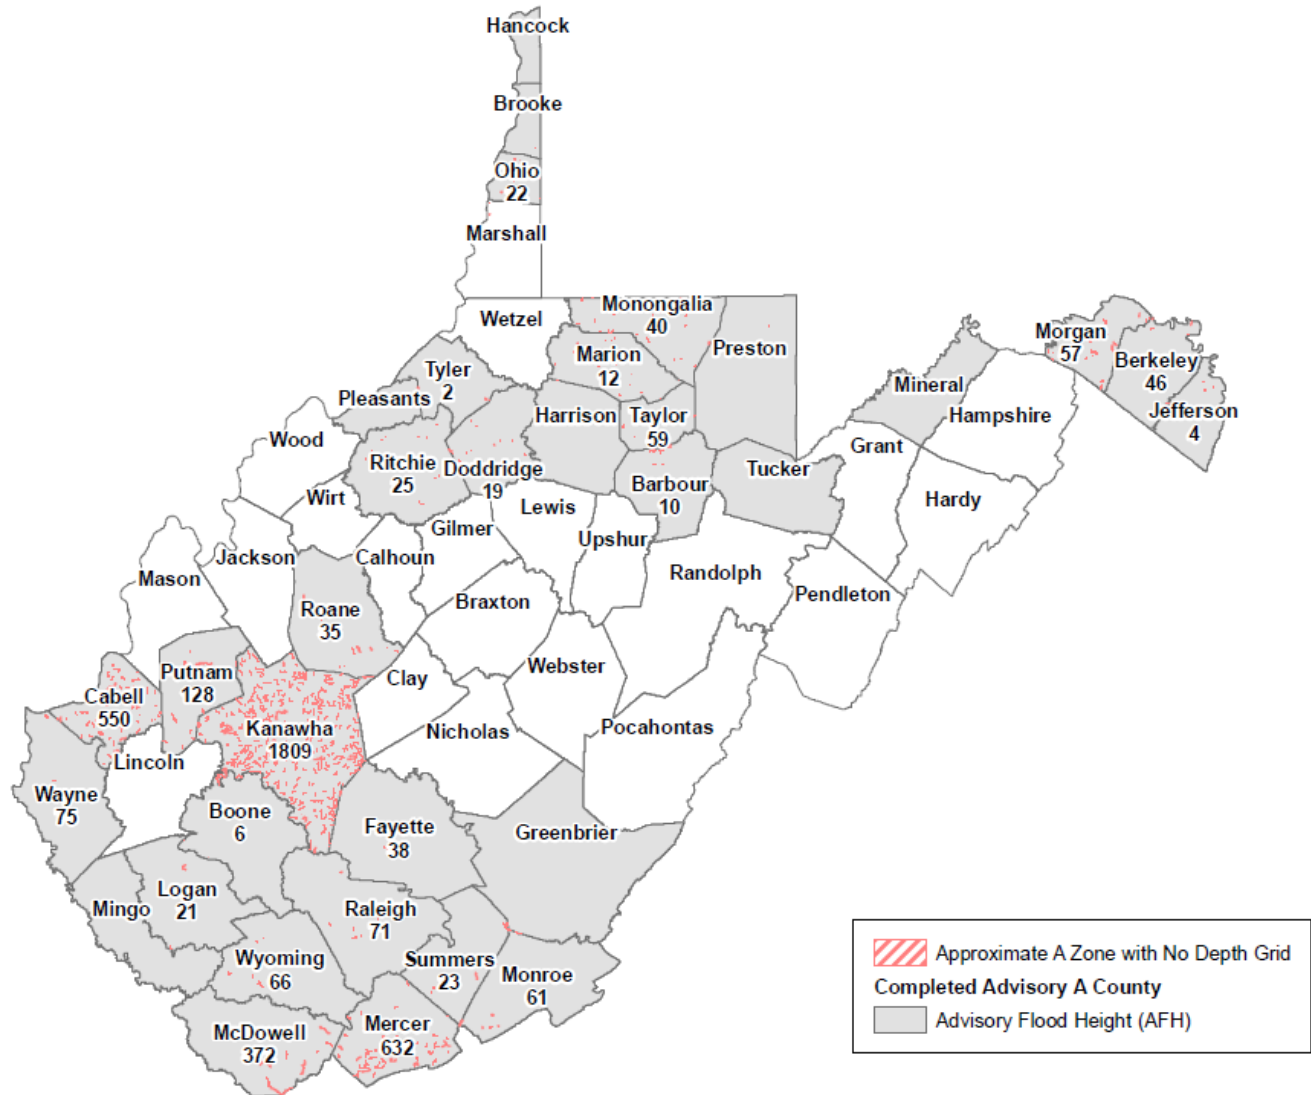 Hancock
Brooke
Ohio
22
Marshall
Wetzel
Monongalia
40
Marion
12
Preston
Morgan
57
Berkeley
46
Jefferson
4
Mineral
Hampshire
Tyler
2
Pleasants
Harrison
Taylor
59
Wood
Ritchie
25
Doddridge
19
Barbour
10
Tucker
Grant
Hardy
Wirt
Lewis
Gilmer
Upshur
Calhoun
Jackson
Mason
Roane
35
Braxton
Randolph
Pendleton
Webster
Clay
Putnam
128
Cabell
550
Kanawha
1809
Nicholas
Pocahontas
Lincoln
Wayne
75
Boone
6
Fayette
38
Greenbrier
Logan
21
Mingo
Raleigh
71
Wyoming
66
Summers
23
Monroe
61
McDowell
372
Mercer
632
Approximate A Zone with No Depth Grid
Completed Advisory A County
Advisory Flood Height (AFH)